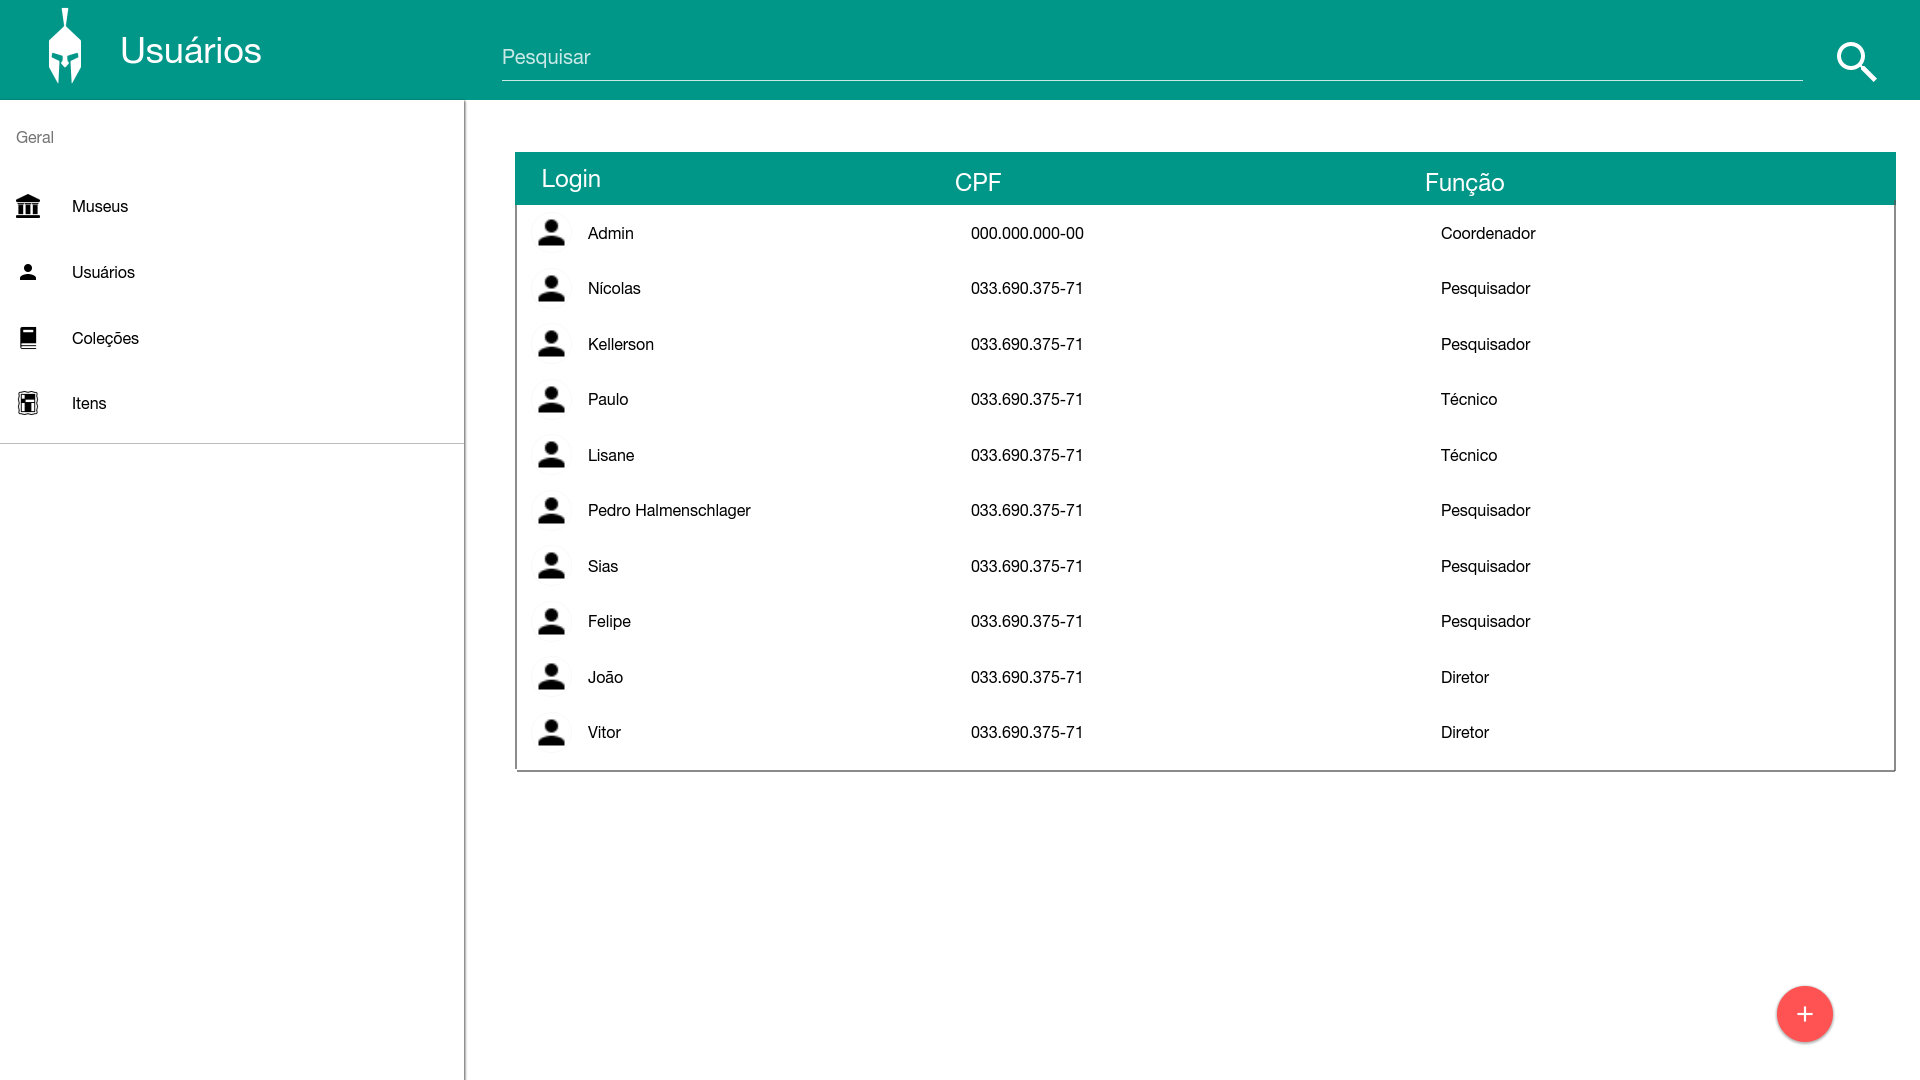 Usuários
Pesquisar
Geral
Museus
Usuários
Coleções
Itens
Login CPF Função
Admin 000.000.000-00 Coordenador
Nícolas 033.690.375-71 Pesquisador
Kellerson 033.690.375-71 Pesquisador
Paulo 033.690.375-71 Técnico
Lisane 033.690.375-71 Técnico
Pedro Halmenschlager 033.690.375-71 Pesquisador
Sias 033.690.375-71 Pesquisador
Felipe 033.690.375-71 Pesquisador
João 033.690.375-71 Diretor
Vitor 033.690.375-71 Diretor